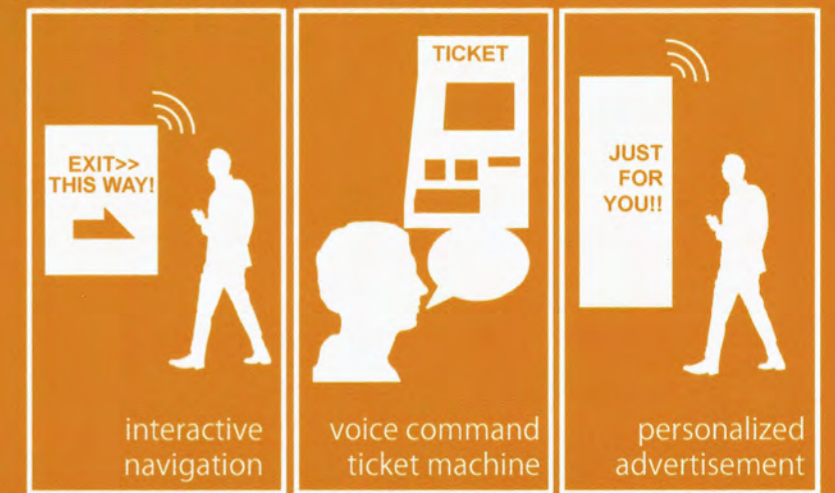 EXIT>>
THIS WAY!
interactive
navigation
TICKET
voice command
ticket machine
JUST
FOR
YOU!!
personalized
advertisement